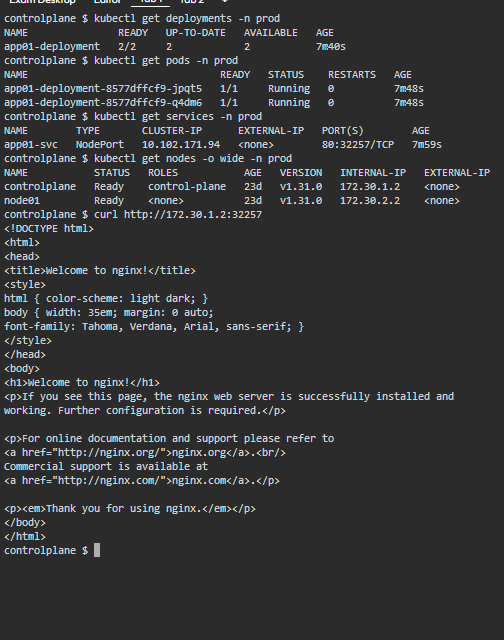 Exam Desktop Editor Tab 1 Tab 2 +
controlplane $ kubectl get deployments -n prod
NAME READY UP-TO-DATE AVAILABLE AGE
app01-deployment 2/2 2 2 7m40s
controlplane $ kubectl get pods -n prod
NAME READY STATUS RESTARTS AGE
app01-deployment-8577dffcf9-jpqt5 1/1 Running 0 7m48s
app01-deployment-8577dffcf9-q4dm6 1/1 Running 0 7m48s
controlplane $ kubectl get services -n prod
NAME TYPE CLUSTER-IP EXTERNAL-IP PORT(S) AGE
app01-svc NodePort 10.102.171.94 <none> 80:32257/TCP 7m59s
controlplane $ kubectl get nodes -o wide -n prod
NAME STATUS ROLES AGE VERSION INTERNAL-IP EXTERNAL-IP
controlplane Ready control-plane 23d v1.31.0 172.30.1.2 <none>
node01 Ready <none> 23d v1.31.0 172.30.2.2 <none>
controlplane $ curl http://172.30.1.2:32257
<!DOCTYPE html>
<html>
<head>
<title>Welcome to nginx!</title>
<style>
html { color-scheme: light dark; }
body { width: 35em; margin: 0 auto;
font-family: Tahoma, Verdana, Arial, sans-serif; }
</style>
</head>
<body>
<h1>Welcome to nginx!</h1>
<p>If you see this page, the nginx web server is successfully installed and
working. Further configuration is required.</p>
<p>For online documentation and support please refer to
<a href="http://nginx.org/">nginx.org</a>.<br/>
Commercial support is available at
<a href="http://nginx.com/">nginx.com</a>.</p>
<p><em>Thank you for using nginx.</em></p>
</body>
</html>
controlplane $